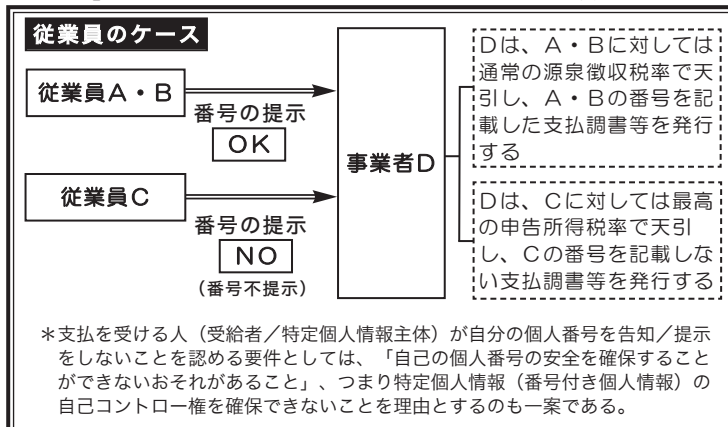 従業員のケース
従業員A・B
番号の提示
OK
従業員C
番号の提示
NO
(番号不提示)
事業者D
Dは、A・Bに対しては
通常の源泉徴収税率で天
引し、A・Bの番号を記
載した支払調書等を発行
する
Dは、Cに対しては最高
の申告所得税率で天引
し、Cの番号を記載しな
い支払調書等を発行する
＊支払を受ける人（受給者／特定個人情報主体）が自分の個人番号を告知／提示
をしないことを認める要件としては、「自己の個人番号の安全を確保すること
ができないおそれがあること」、つまり特定個人情報（番号付き個人情報）の
自己コントロー権を確保できないことを理由とするのも一案である。